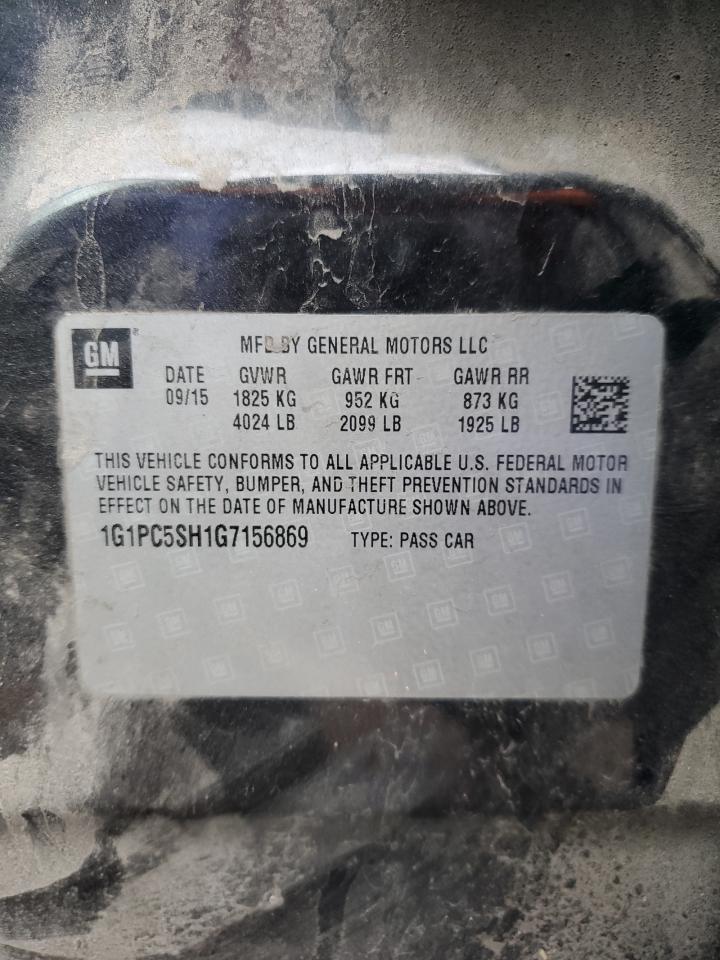 GM
MFD BY GENERAL MOTORS LLC
DATE GVWR GAWR FRT GAWR RR
09/15 1825 KG 952 KG 873 KG
4024 LB 2099 LB 1925 LB
THIS VEHICLE CONFORMS TO ALL APPLICABLE U.S. FEDERAL MOTOR
VEHICLE SAFETY, BUMPER, AND THEFT PREVENTION STANDARDS IN
EFFECT ON THE DATE OF MANUFACTURE SHOWN ABOVE.
1G1PC5SH1G7156869 TYPE: PASS CAR